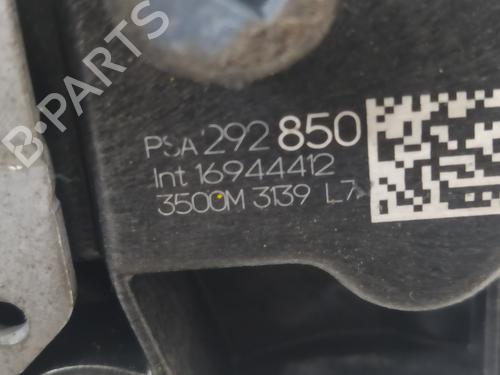 B-PARTS
PSA 292 850
Int 16944412
3500M 3139 L7